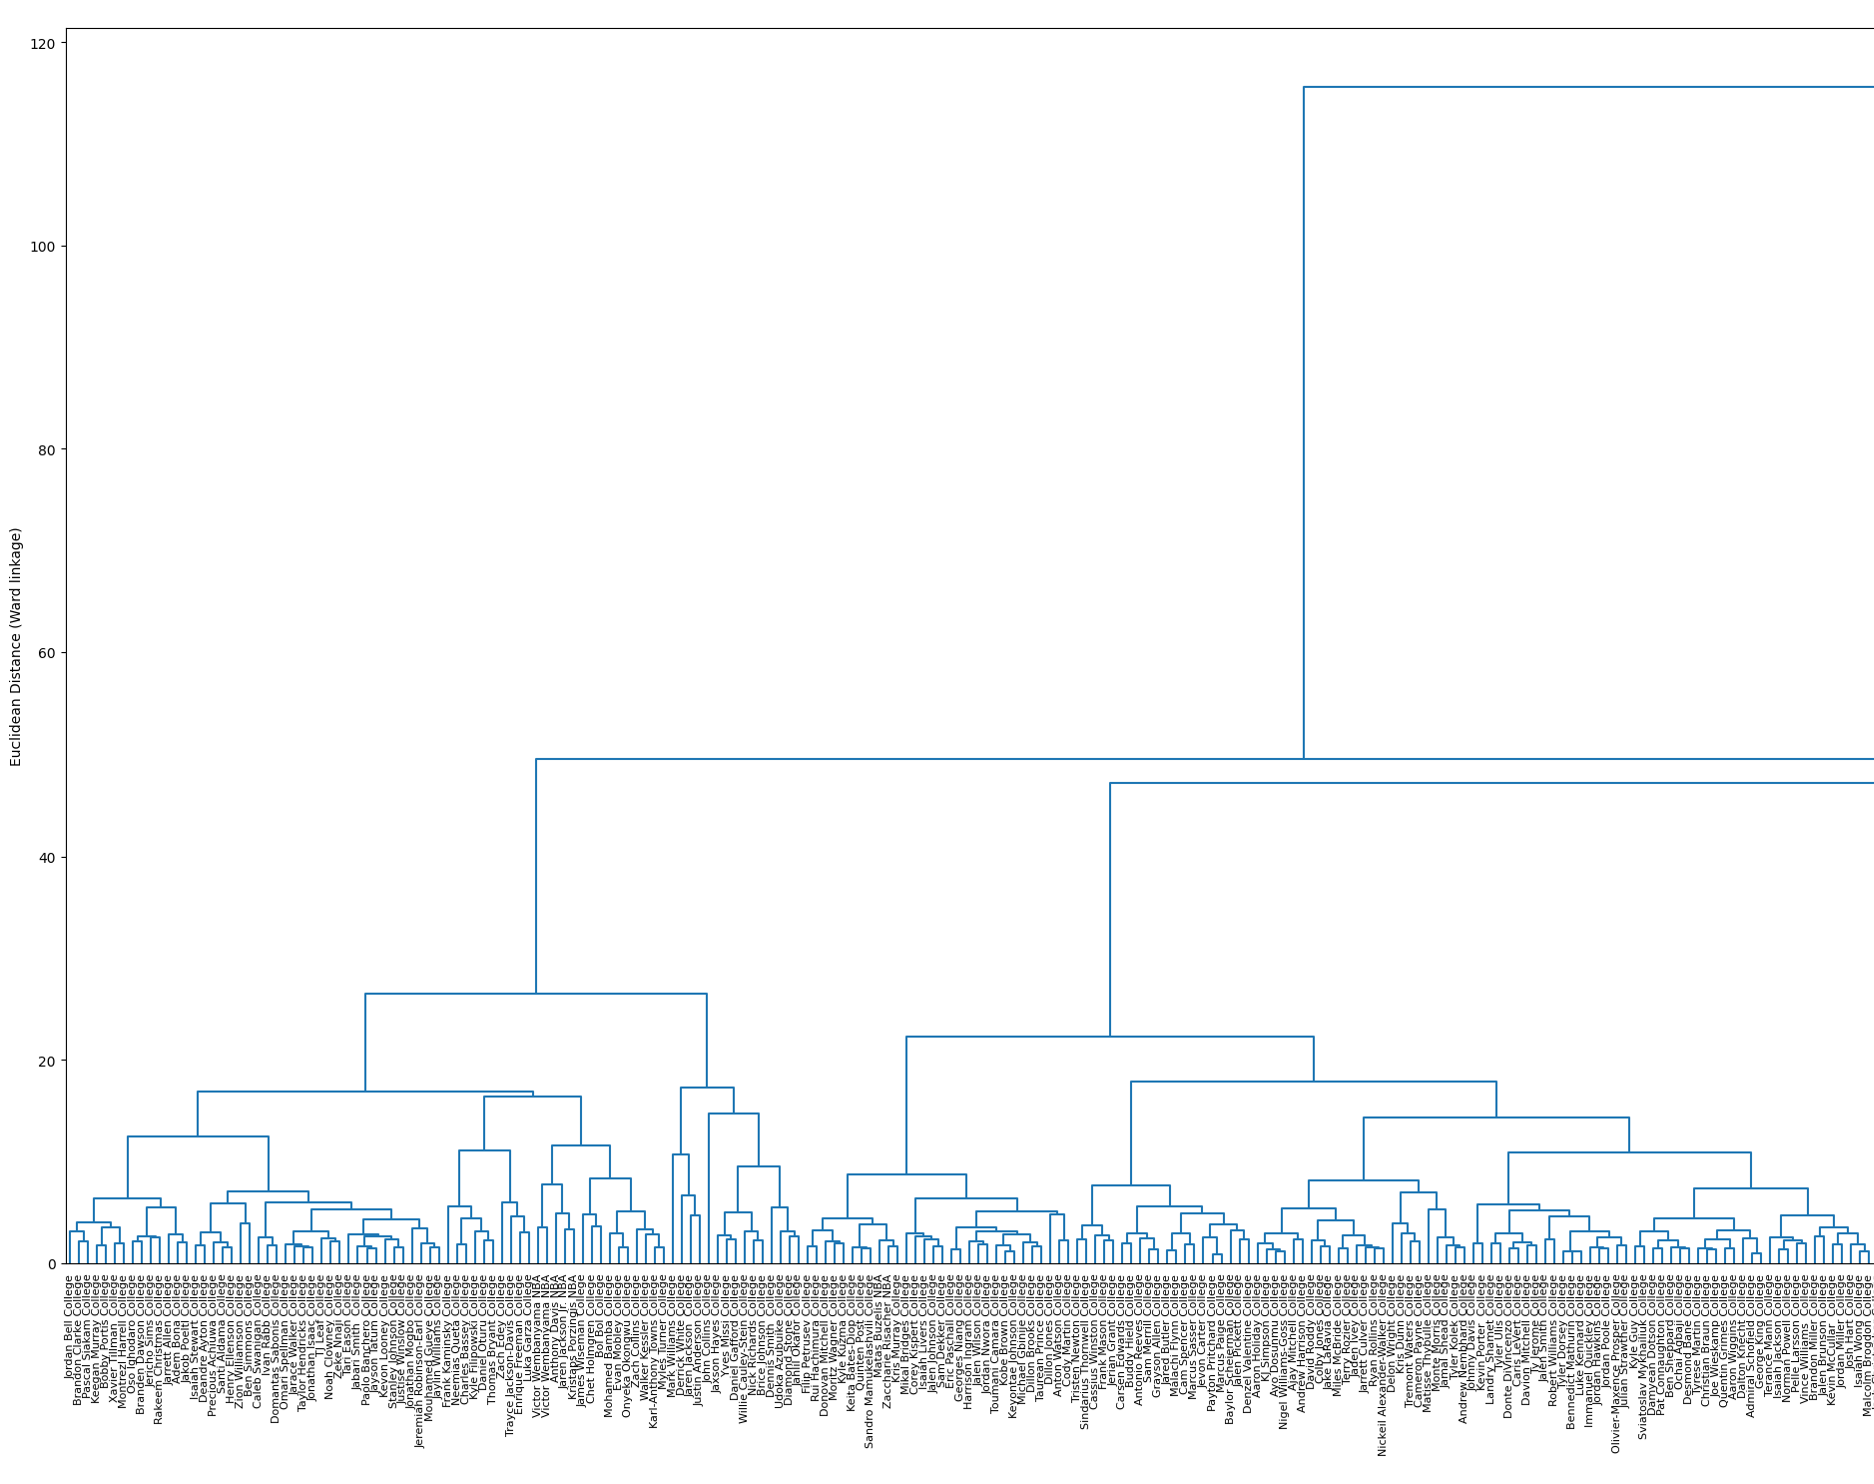 120
100
80
60
40
20
0
Euclidean Distance (Ward linkage)
Jordan Bell College
Brandon Clarke College
Pascal Siakam College
Keegan Murray College
Bobby Portis College
Xavier Tillman College
Motrezl Harrell College
Oso Ighodaro College
Branden Dawson College
Jericho Sims College
Rakeem Christmas College
Jarrett Allen College
Adem Bona College
Jakob Poeltl College
Isaiah Stewart College
Deandre Ayton College
Precious Achiuwa College
Santi Aldama College
Henry Ellenson College
Zion Williamson College
Ben Simmons College
Caleb Swanigan College
Ivan Rabb College
Domantas Sabonis College
Omari Spellman College
Jarace Walker College
Taylor Hendricks College
Jonathan Isaac College
TJ Leaf College
Noah Clowney College
Zeke Nnaji College
Tari Eason College
Jabari Smith College
Paolo Banchero College
Jayson Tatum College
Kevon Looney College
Stanley Johnson College
Justise Winslow College
Jonathan Mogbo College
Jeremiah Robinson-Earl College
Mouhamed Gueye College
Jaylin Williams College
Frank Kaminsky College
Neemias Queta College
Charles Bassey College
Kyle Filipowski College
Daniel Oturu College
Thomas Bryant College
Zach Edey College
Trayce Jackson-Davis College
Enrique Freeman College
Luka Garza College
Victor Wembanyama NBA
Victor Wembanyama NBA
Anthony Davis NBA
Jaren Jackson Jr. NBA
Kristaps Porzingis NBA
James Wiseman College
Chet Holmgren College
Bol Bol College
Mohamed Bamba College
Evan Mobley College
Onyeka Okongwu College
Zach Collins College
Walker Kessler College
Karl-Anthony Towns College
Myles Turner College
Mark Williams College
Derrick White College
Jaren Jackson College
Justin Anderson College
John Collins College
Jaxson Hayes College
Yves Missi College
Daniel Gafford College
Willie Cauley-Stein College
Nick Richards College
Brice Johnson College
Dennis Smith College
Udoka Azubuike College
Diamond Stone College
Jahlil Okafor College
Filip Petrusev College
Rui Hachimura College
Donovan Mitchell College
Moritz Wagner College
Kyle Kuzma College
Keita Bates-Diop College
Quinten Post College
Sandro Mamukelashvili College
Matas Buzelis NBA
Zaccharie Risacher NBA
Kris Murray College
Mikal Bridges College
Corey Kispert College
Isaiah Livers College
Jalen Johnson College
Sam Dekker College
Eric Paschall College
Georges Niang College
Harrison Ingram College
Jalen Wilson College
Jordan Nwora College
Toumani Camara College
Kobe Brown College
Keyontae Johnson College
Michael Gbinije College
Dillon Brooks College
Taurean Prince College
Dillon Jones College
Anton Watson College
Cody Martin College
Tristen Newton College
Sindarius Thornwell College
Cassius Winston College
Frank Mason College
Jerian Grant College
Carsen Edwards College
Buddy Hield College
Antonio Reeves College
Sam Merrill College
Grayson Allen College
Jared Butler College
Malachi Flynn College
Cam Spencer College
Marcus Sasser College
Jevon Carter College
Payton Pritchard College
Marcus Paige College
Baylor Scheierman College
Jalen Pickett College
Denzel Valentine College
Aaron Holiday College
KJ Simpson College
Ayo Dosunmu College
Nigel Williams-Goss College
Ajay Mitchell College
Andrew Harrison College
David Roddy College
Colby Jones College
Jake LaRavia College
Miles McBride College
Terry Rozier College
Jaden Ivey College
Jarrett Culver College
Ryan Rollins College
Nickeil Alexander-Walker College
Delon Wright College
Kris Dunn College
Tremont Waters College
Cameron Payne College
Matisse Thybulle College
Monte Morris College
Jamal Shead College
Tyler Kolek College
Andrew Nembhard College
Johnny Davis College
Kevin Porter College
Landry Shamet College
Tyler Ulis College
Donte DiVincenzo College
Caris LeVert College
Davion Mitchell College
Ty Jerome College
Jalen Smith College
Robert Williams College
Tyler Dorsey College
Bennedict Mathurin College
Luke Kennard College
Immanuel Quickley College
Jordan Hawkins College
Jordan Poole College
Olivier-Maxence Prosper College
Julian Strawther College
Kyle Guy College
Sviatoslav Mykhailiuk College
Damyean Dotson College
Pat Connaughton College
Ben Sheppard College
Ochai Agbaji College
Desmond Bane College
Tyrese Martin College
Christian Braun College
Joe Wieskamp College
Quentin Grimes College
Aaron Wiggins College
Dalton Knecht College
Admiral Schofield College
George King College
Terance Mann College
Isaiah Jackson College
Norman Powell College
Pelle Larsson College
Vince Williams College
Brandon Miller College
Jalen Brunson College
Kevin McCullar College
Jordan Miller College
Josh Hart College
Isaiah Wong College
Malcolm Brogdon College